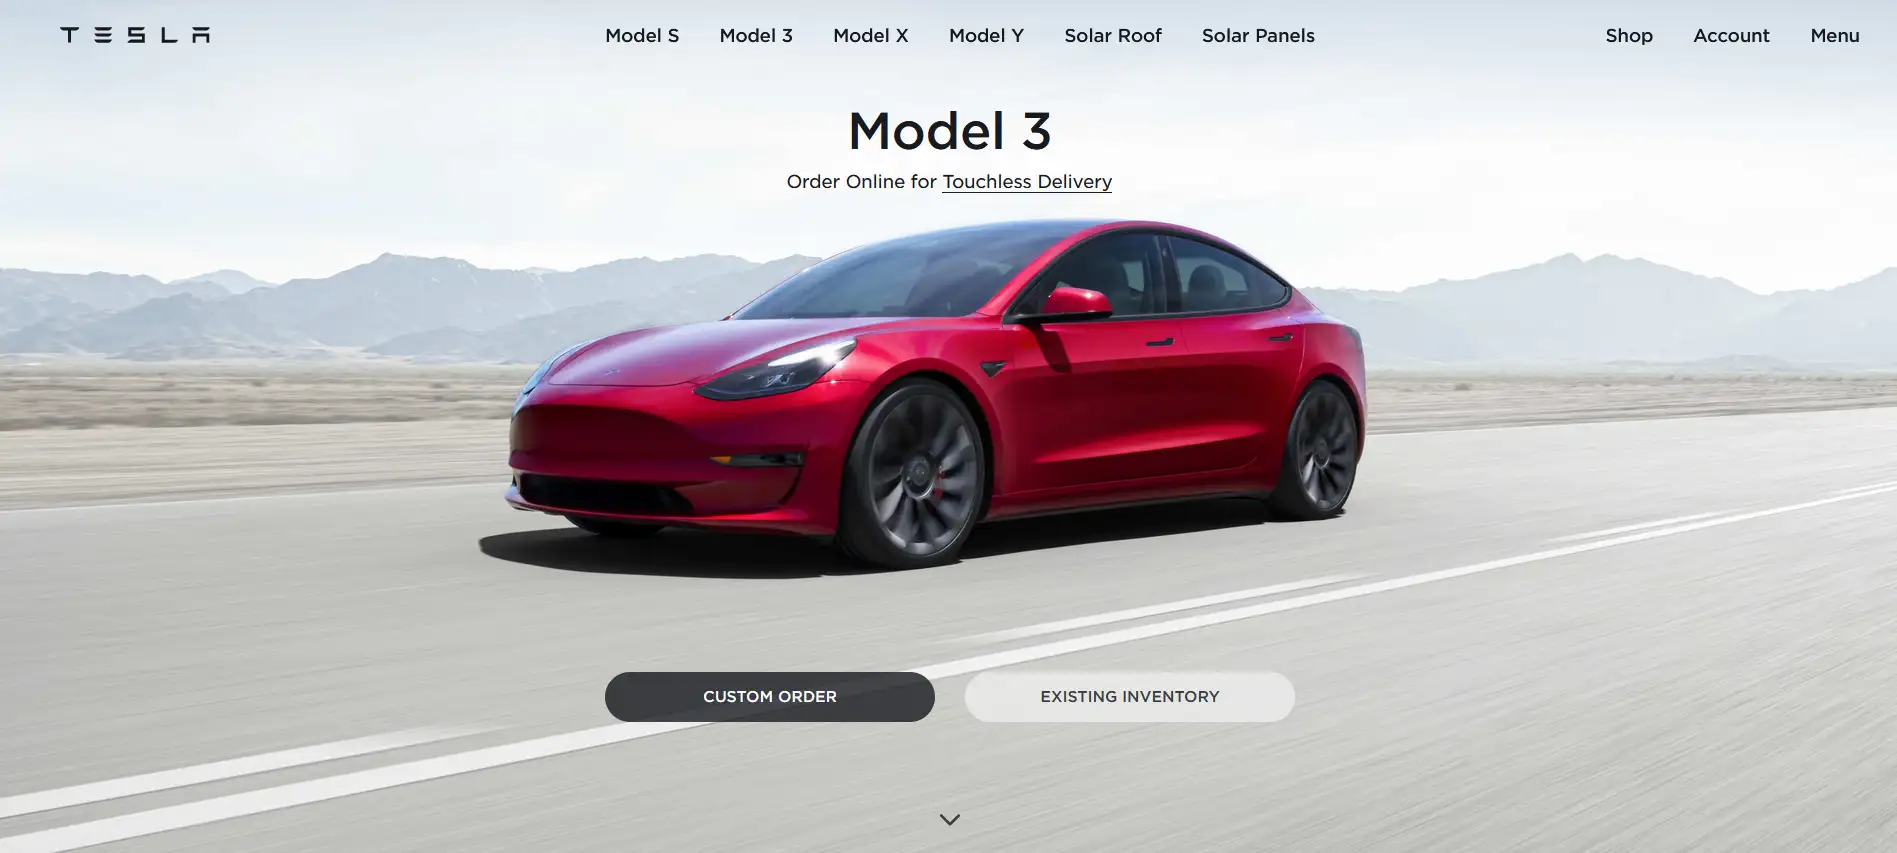 TESLA Model S Model 3 Model X Model Y Solar Roof Solar Panels Shop Account Menu
Model 3
Order Online for Touchless Delivery
CUSTOM ORDER EXISTING INVENTORY